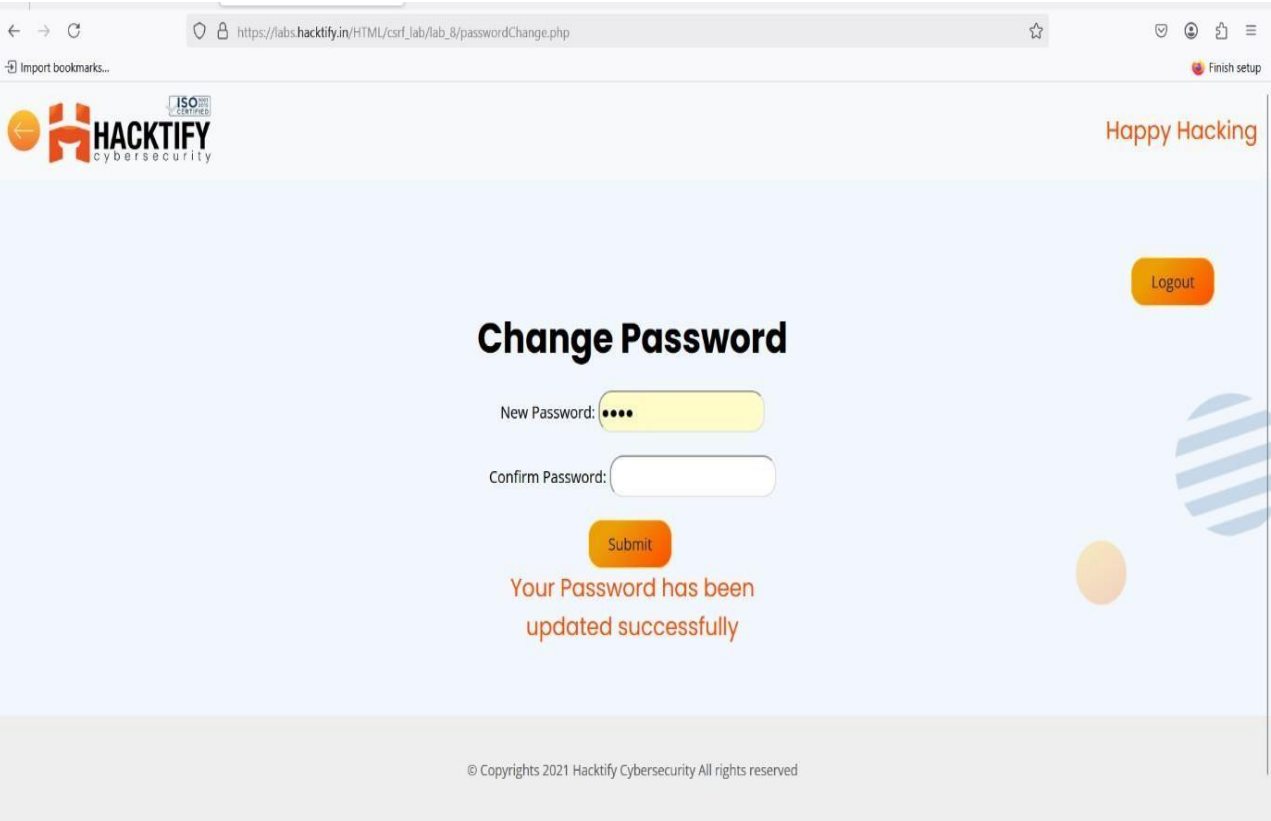 https://labs.hacktify.in/HTML/csrf_lab/lab_8/passwordChange.php
Import bookmarks...
Finish setup
ISO
CERTIFIED
HACKTIFY
cybersecurity
Happy Hacking
Logout
Change Password
New Password: ••••
Confirm Password:
Submit
Your Password has been
updated successfully
© Copyrights 2021 Hacktify Cybersecurity All rights reserved